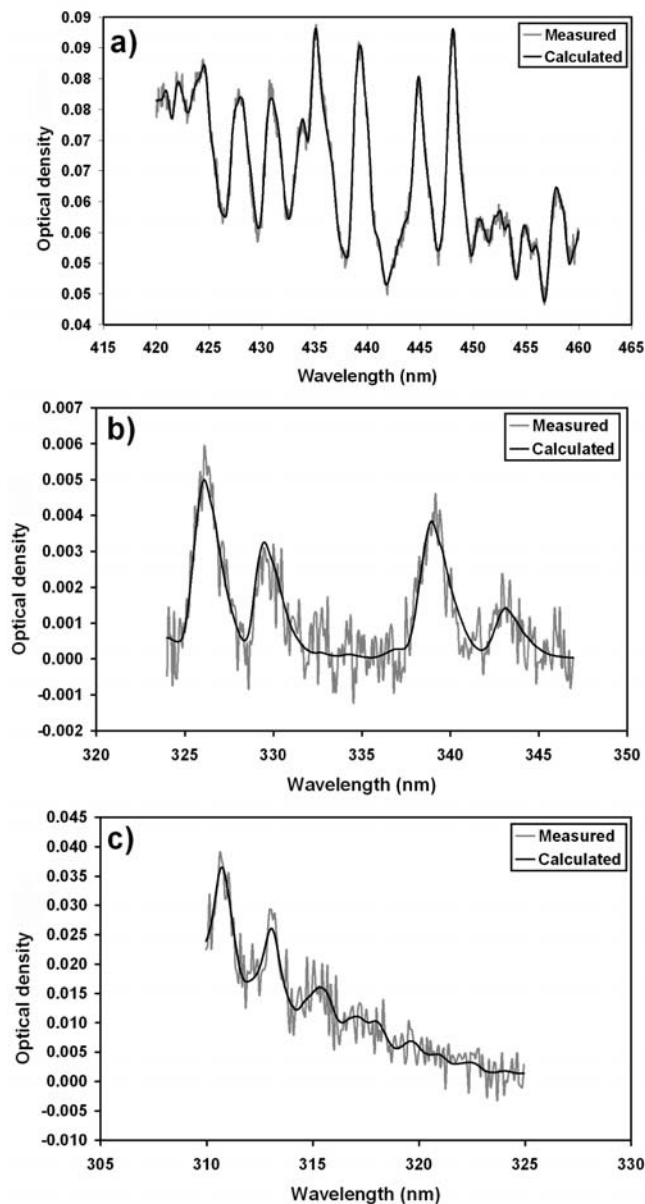 a)
Measured
Calculated
Optical density
0.09
0.08
0.08
0.07
0.07
0.06
0.06
0.05
0.05
0.04
415 420 425 430 435 440 445 450 455 460 465
Wavelength (nm)
b)
Measured
Calculated
Optical density
0.007
0.006
0.005
0.004
0.003
0.002
0.001
0.000
-0.001
-0.002
320 325 330 335 340 345 350
Wavelength (nm)
c)
Measured
Calculated
Optical density
0.045
0.040
0.035
0.030
0.025
0.020
0.015
0.010
0.005
0.000
-0.005
-0.010
305 310 315 320 325 330
Wavelength (nm)